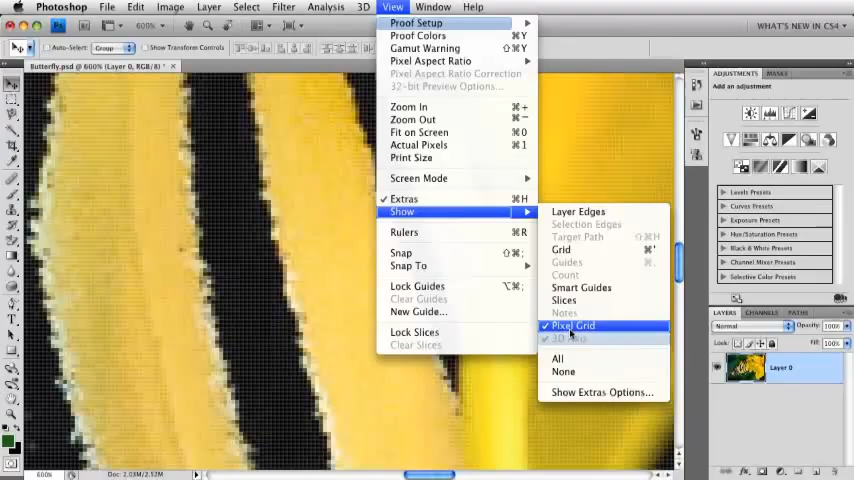 Photoshop File Edit Image Layer Select Filter Analysis 3D View Window Help
600% WHAT'S NEW IN CS4
Auto-Select: Group Show Transform Controls
Butterfly.psd @ 600% (Layer 0, RGB/8) *
Proof Setup
Proof Colors ⌘Y
Gamut Warning ⇧⌘Y
Pixel Aspect Ratio
Pixel Aspect Ratio Correction
32-bit Preview Options...
Zoom In ⌘+
Zoom Out ⌘−
Fit on Screen ⌘0
Actual Pixels ⌘1
Print Size
Screen Mode
✓ Extras ⌘H
Show
Rulers ⌘R
Snap ⇧⌘;
Snap To
Lock Guides ⌥⌘;
Clear Guides
New Guide...
Lock Slices
Clear Slices
Layer Edges
Selection Edges
Target Path ⇧⌘H
Grid ⌘'
Guides ⌘;
Count
Smart Guides
Slices
Notes
✓ Pixel Grid
All
None
Show Extras Options...
ADJUSTMENTS MASKS
Add an adjustment
Levels Presets
Curves Presets
Exposure Presets
Hue/Saturation Presets
Black & White Presets
Channel Mixer Presets
Selective Color Presets
LAYERS CHANNELS PATHS
Normal Opacity: 100%
Lock: Fill: 100%
Layer 0
600% Doc: 2.03M/2.52M